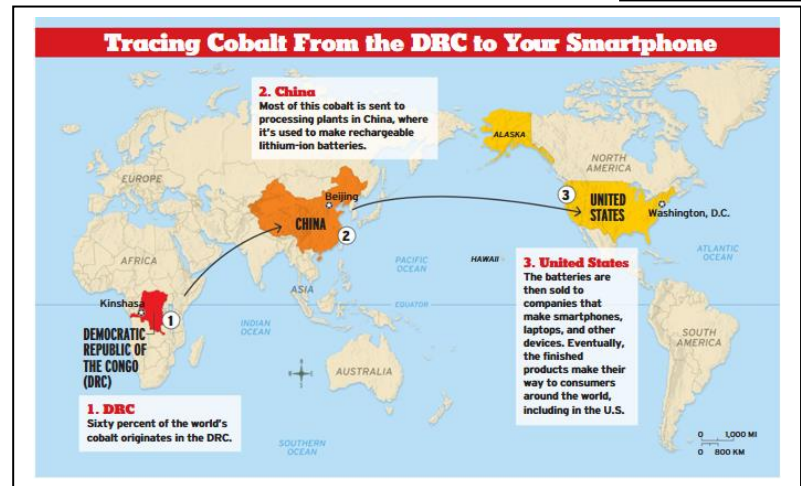 Tracing Cobalt From the DRC to Your Smartphone
2. China
Most of this cobalt is sent to
processing plants in China, where
it's used to make rechargeable
lithium-ion batteries.
ALASKA
NORTH
AMERICA
EUROPE
Beijing
CHINA
2
3
UNITED
STATES
Washington, D.C.
AFRICA
ASIA
PACIFIC
OCEAN
HAWAII
ATLANTIC
OCEAN
3. United States
The batteries are
then sold to
companies that
make smartphones,
laptops, and other
devices. Eventually,
the finished
products make their
way to consumers
around the world,
including in the U.S.
Kinshasa
1
DEMOCRATIC
REPUBLIC OF
THE CONGO
(DRC)
INDIAN
OCEAN
EQUATOR
AUSTRALIA
SOUTH
AMERICA
1. DRC
Sixty percent of the world's
cobalt originates in the DRC.
SOUTHERN
OCEAN
0 1,000 MI
0 800 KM